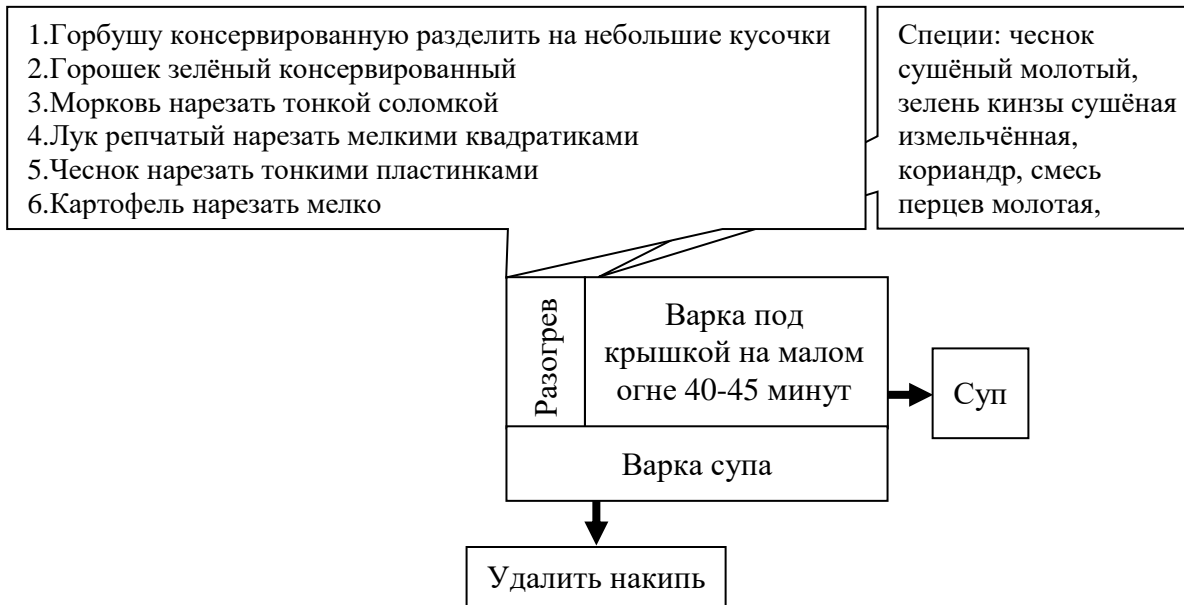 1.Горбушу консервированную разделить на небольшие кусочки
2.Горошек зелёный консервированный
3.Морковь нарезать тонкой соломкой
4.Лук репчатый нарезать мелкими квадратиками
5.Чеснок нарезать тонкими пластинками
6.Картофель нарезать мелко
Специи: чеснок
сушёный молотый,
зелень кинзы сушёная
измельчённая,
кориандр, смесь
перцев молотая,
Разогрев
Варка под
крышкой на малом
огне 40-45 минут
Суп
Варка супа
Удалить накипь